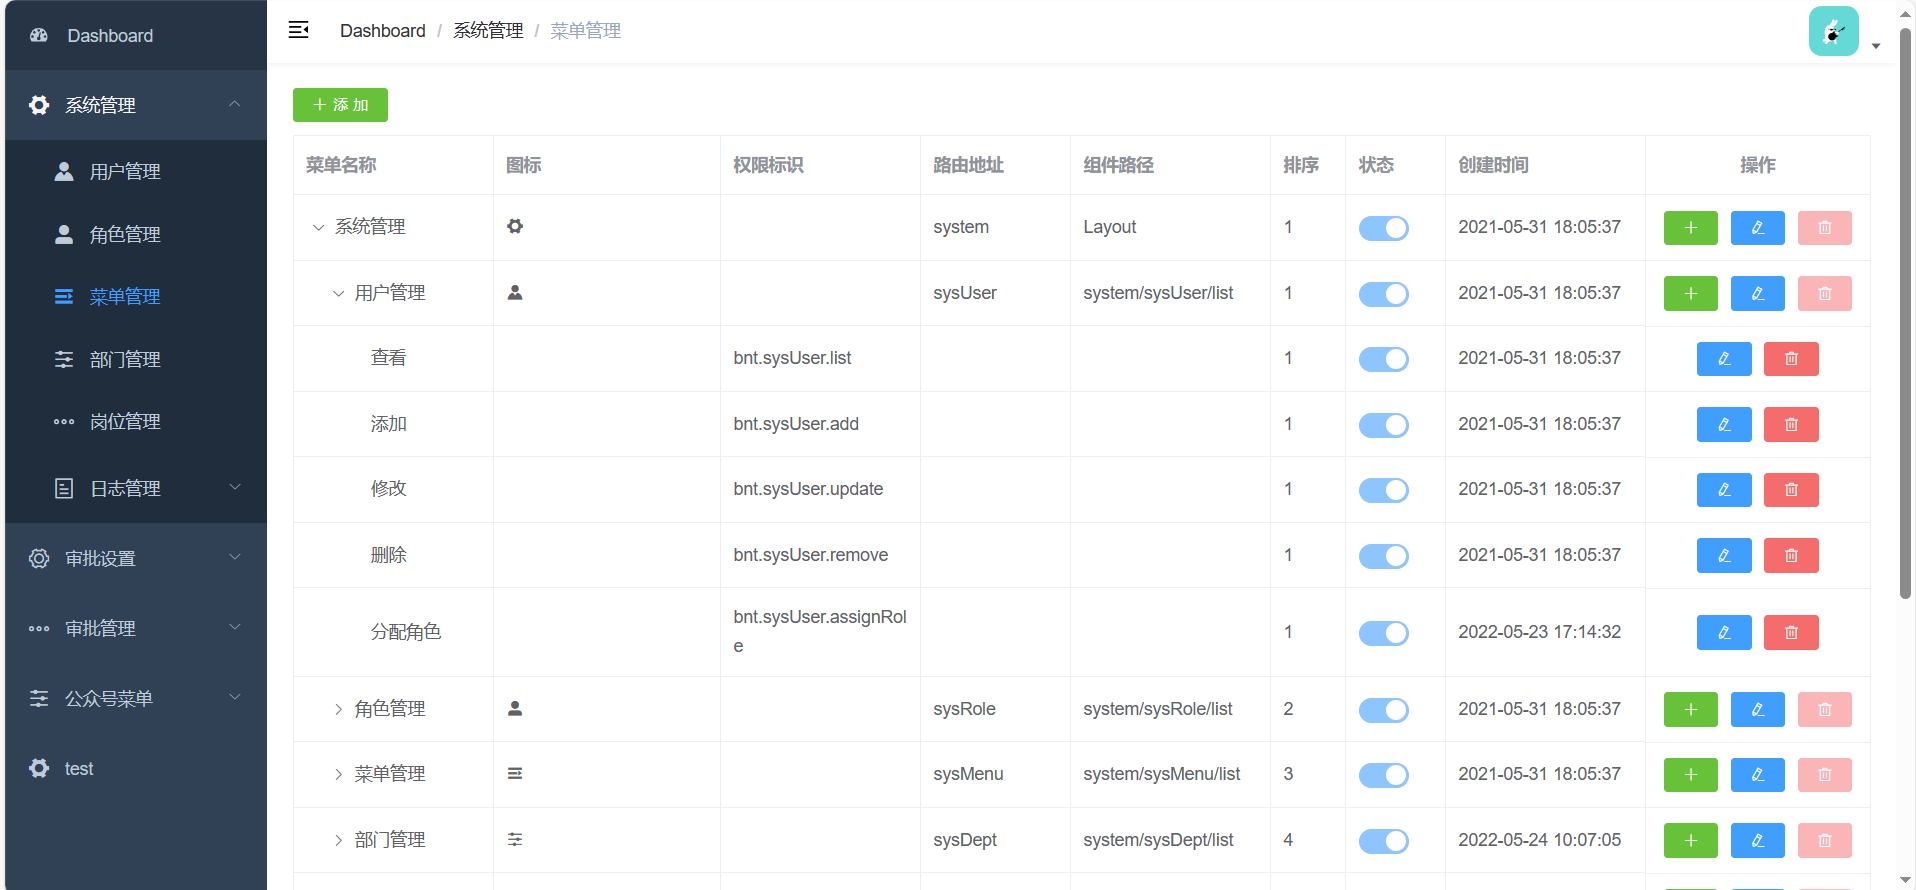 Dashboard
系统管理
用户管理
角色管理
菜单管理
部门管理
岗位管理
日志管理
审批设置
审批管理
公众号菜单
test
Dashboard / 系统管理 / 菜单管理
添 加
菜单名称 图标 权限标识 路由地址 组件路径 排序 状态 创建时间 操作
系统管理 system Layout 1 2021-05-31 18:05:37
用户管理 sysUser system/sysUser/list 1 2021-05-31 18:05:37
查看 bnt.sysUser.list 1 2021-05-31 18:05:37
添加 bnt.sysUser.add 1 2021-05-31 18:05:37
修改 bnt.sysUser.update 1 2021-05-31 18:05:37
删除 bnt.sysUser.remove 1 2021-05-31 18:05:37
分配角色 bnt.sysUser.assignRol
e 1 2022-05-23 17:14:32
角色管理 sysRole system/sysRole/list 2 2021-05-31 18:05:37
菜单管理 sysMenu system/sysMenu/list 3 2021-05-31 18:05:37
部门管理 sysDept system/sysDept/list 4 2022-05-24 10:07:05